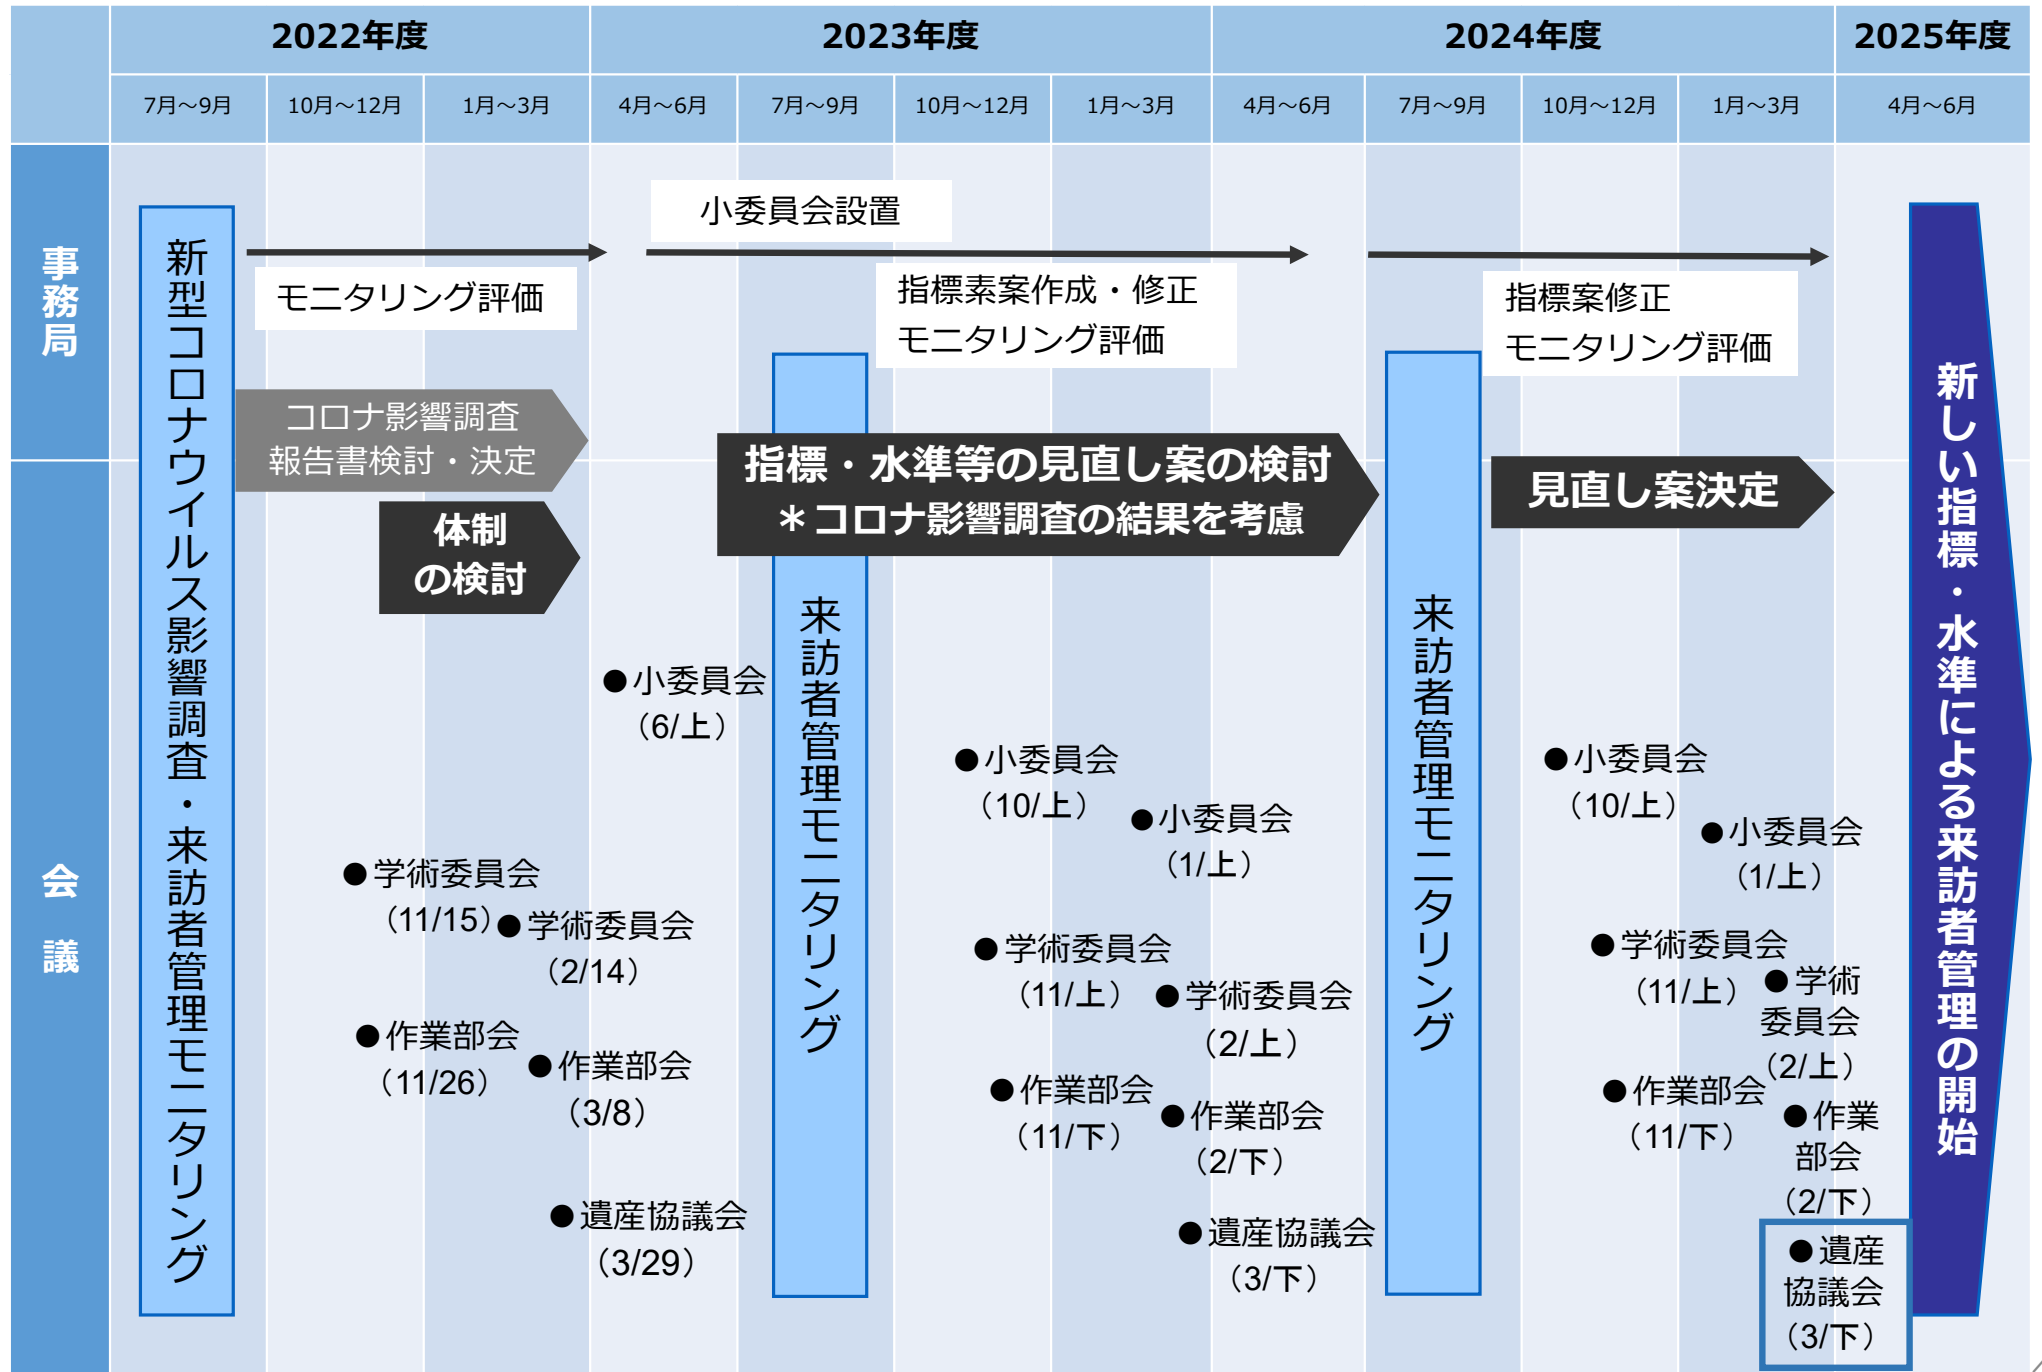 2022年度
2023年度
2024年度
2025年度
7月～9月
10月～12月
1月～3月
4月～6月
7月～9月
10月～12月
1月～3月
4月～6月
7月～9月
10月～12月
1月～3月
4月～6月
事務局
新型コロナウイルス影響調査・来訪者管理モニタリング
モニタリング評価
小委員会設置
指標素案作成・修正
モニタリング評価
指標案修正
モニタリング評価
コロナ影響調査
報告書検討・決定
体制
の検討
指標・水準等の見直し案の検討
＊コロナ影響調査の結果を考慮
見直し案決定
新しい指標・水準による来訪者管理の開始
会議
来訪者管理モニタリング
来訪者管理モニタリング
●学術委員会
（11/15）
●学術委員会
（2/14）
●作業部会
（11/26）
●作業部会
（3/8）
●遺産協議会
（3/29）
●小委員会
（6/上）
●小委員会
（10/上）
●小委員会
（1/上）
●学術委員会
（11/上）
●学術委員会
（2/上）
●作業部会
（11/下）
●作業部会
（2/下）
●遺産協議会
（3/下）
●小委員会
（10/上）
●小委員会
（1/上）
●学術委員会
（11/上）
●学術
委員会
（2/上）
●作業部会
（11/下）
●作業
部会
（2/下）
●遺産
協議会
（3/下）